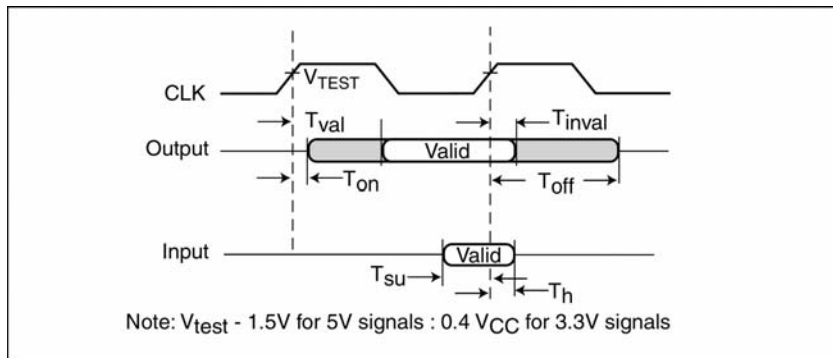 CLK
VTEST
Tval
Tinval
Output
Valid
Ton
Toff
Input
Valid
Tsu
Th
Note: Vtest - 1.5V for 5V signals : 0.4 VCC for 3.3V signals